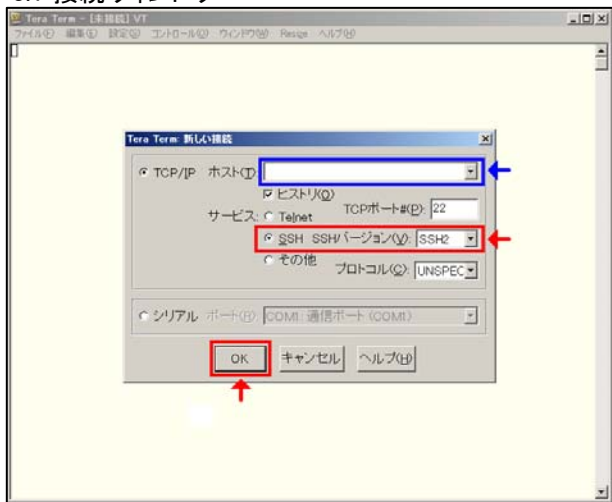 Tera Term - [未接続] VT
ファイル(F) 編集(E) 設定(S) コントロール(O) ウィンドウ(W) Resize ヘルプ(H)
Tera Term: 新しい接続
TCP/IP ホスト(T):
ヒストリ(O)
サービス: Telnet TCPポート#(P): 22
SSH SSHバージョン(V): SSH2
その他 プロトコル(C): UNSPEC
シリアル ポート(R): COM1: 通信ポート (COM1)
OK キャンセル ヘルプ(H)